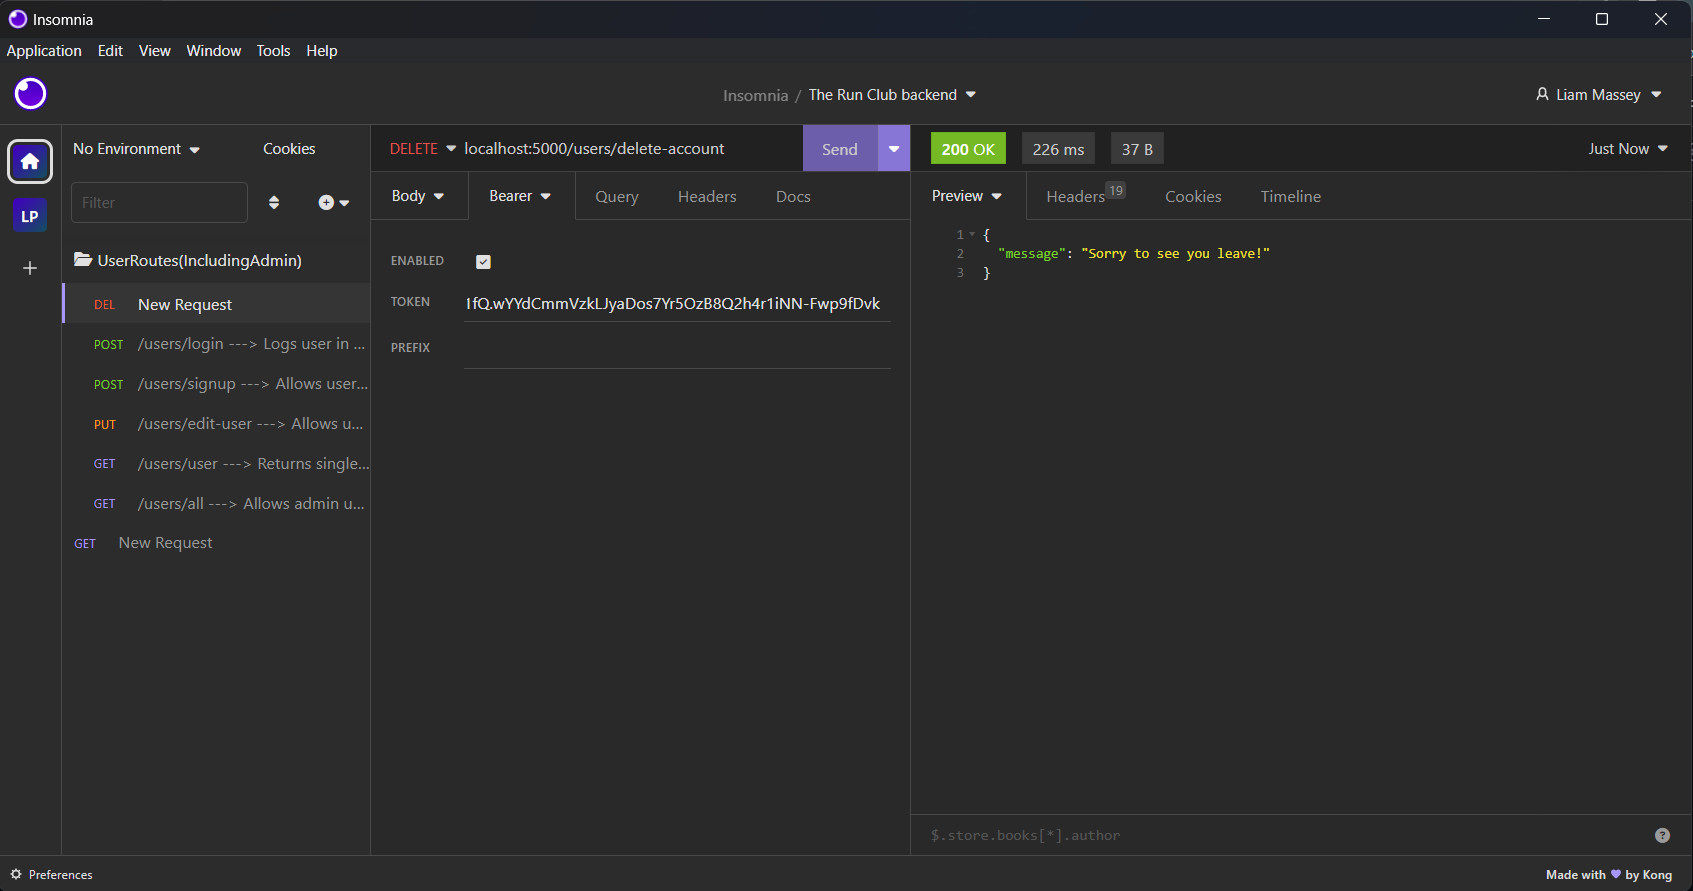 Insomnia
Application Edit View Window Tools Help
Insomnia / The Run Club backend
Liam Massey
No Environment
Cookies
DELETE localhost:5000/users/delete-account
Send
200 OK
226 ms
37 B
Just Now
LP
Filter
Body
Bearer
Query
Headers
Docs
Preview
Headers 19
Cookies
Timeline
UserRoutes(IncludingAdmin)
DEL New Request
POST /users/login ---> Logs user in ...
POST /users/signup ---> Allows user...
PUT /users/edit-user ---> Allows u...
GET /users/user ---> Returns single...
GET /users/all ---> Allows admin u...
GET New Request
ENABLED
TOKEN 1fQ.wYYdCmmVzkLJyaDos7Yr5OzB8Q2h4r1iNN-Fwp9fDvk
PREFIX
1 {
2 "message": "Sorry to see you leave!"
3 }
$.store.books[*].author
?
Preferences
Made with 💜 by Kong